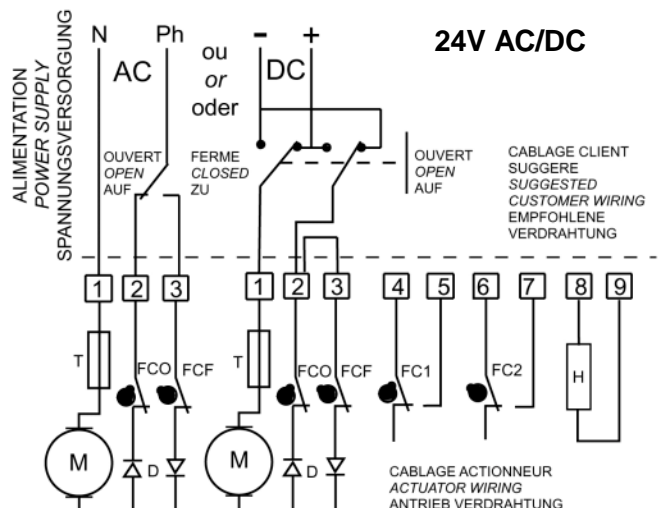 24V AC/DC
N Ph - +
AC
ou
or
oder
DC
ALIMENTATION
POWER SUPPLY
SPANNUNGSVERSORGUNG
OUVERT
OPEN
AUF
FERME
CLOSED
ZU
OUVERT
OPEN
AUF
CABLAGE CLIENT
SUGGERE
SUGGESTED
CUSTOMER WIRING
EMPFOHLENE
VERDRAHTUNG
1 2 3 1 2 3 4 5 6 7 8 9
T FCO FCF T FCO FCF FC1 FC2 H
M D M D
CABLAGE ACTIONNEUR
ACTUATOR WIRING
ANTRIEB VERDRAHTUNG